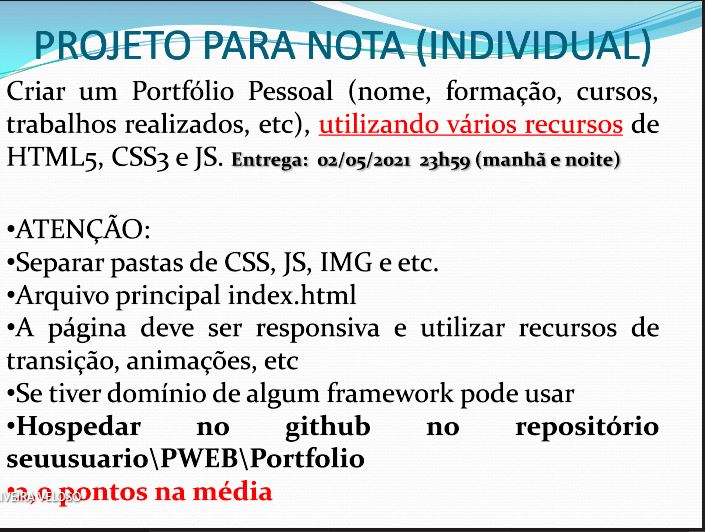 PROJETO PARA NOTA (INDIVIDUAL)
Criar um Portfólio Pessoal (nome, formação, cursos,
trabalhos realizados, etc), utilizando vários recursos de
HTML5, CSS3 e JS. Entrega: 02/05/2021 23h59 (manhã e noite)
•ATENÇÃO:
•Separar pastas de CSS, JS, IMG e etc.
•Arquivo principal index.html
•A página deve ser responsiva e utilizar recursos de
transição, animações, etc
•Se tiver domínio de algum framework pode usar
•Hospedar no github no repositório
seuusuario\PWEB\Portfolio
•2,0 pontos na média
VEIRA VELOSO